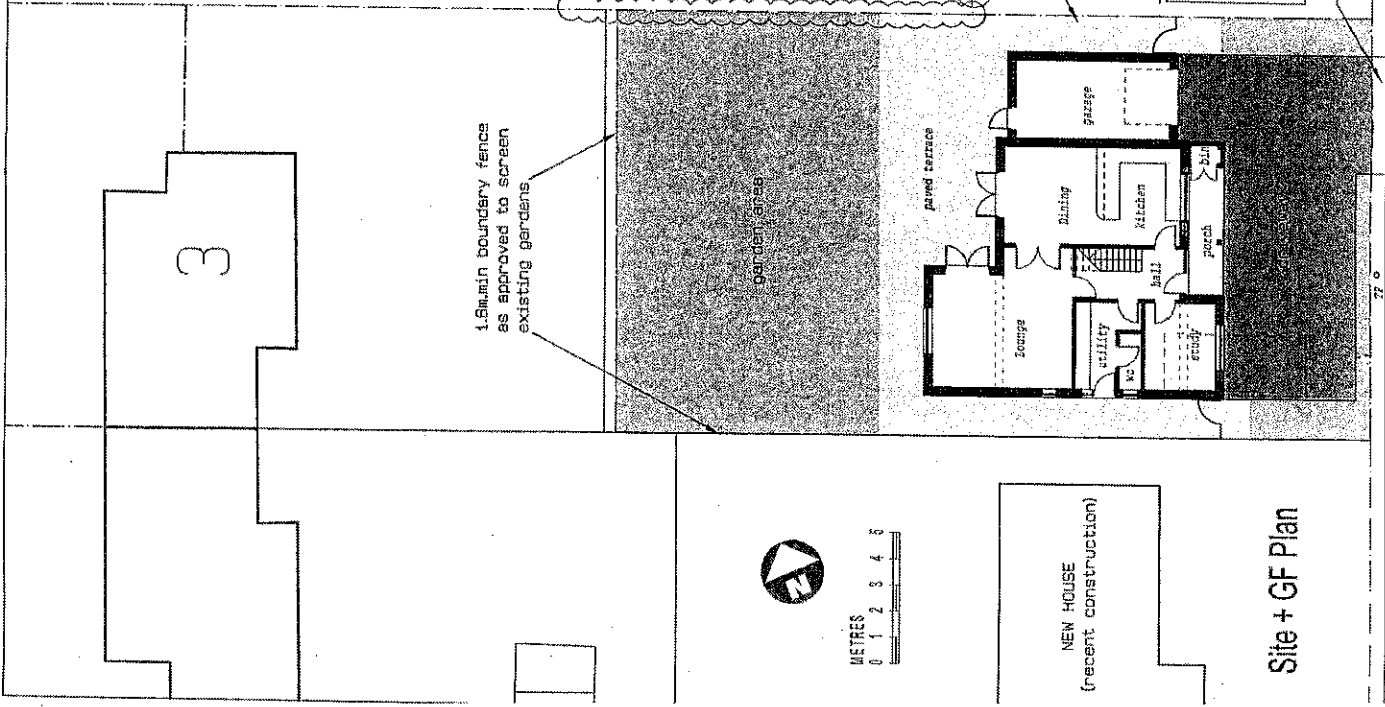 3
1.8m.min boundary fence
as approved to screen
existing gardens
garden area
paved terrace
garage
Dining
Kitchen
bin
porch
hall
Lounge
utility
wc
study
N
METRES
0 1 2 3 4 5
NEW HOUSE
(recent construction)
Site + GF Plan